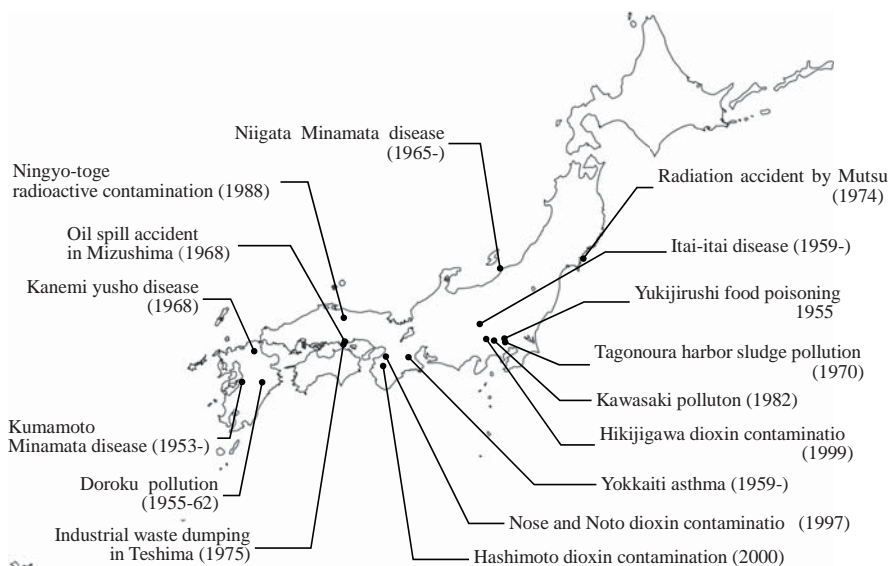 Niigata Minamata disease
(1965-)
Ningyo-toge
radioactive contamination (1988)
Oil spill accident
in Mizushima (1968)
Kanemi yusho disease
(1968)
Kumamoto
Minamata disease (1953-)
Doroku pollution
(1955-62)
Industrial waste dumping
in Teshima (1975)
Radiation accident by Mutsu
(1974)
Itai-itai disease (1959-)
Yukijirushi food poisoning
1955
Tagonoura harbor sludge pollution
(1970)
Kawasaki polluton (1982)
Hikijigawa dioxin contaminatio
(1999)
Yokkaiti asthma (1959-)
Nose and Noto dioxin contaminatio (1997)
Hashimoto dioxin contamination (2000)